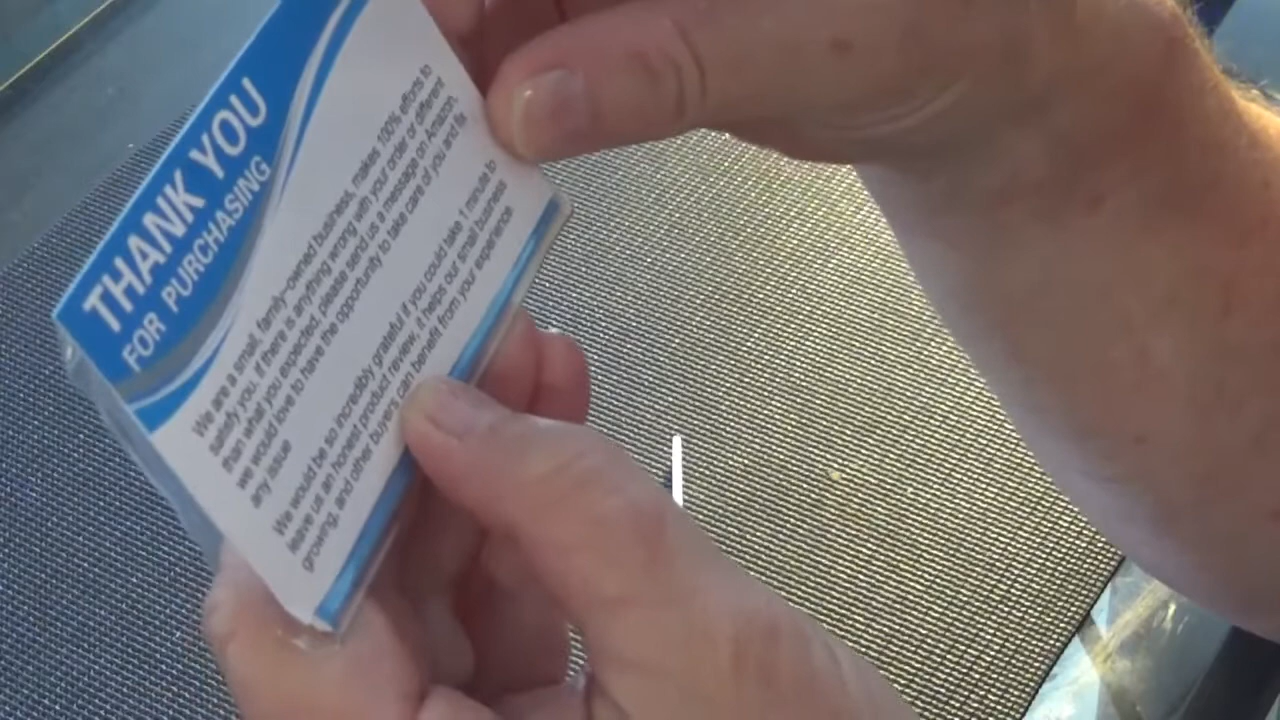 THANK YOU
FOR PURCHASING
We are a small, family-owned business, makes 100% efforts to
satisfy you. If there is anything wrong with your order or different
than what you expected, please send us a message on Amazon,
we would love to have the opportunity to take care of you and fix
any issue
We would be so incredibly grateful if you could take 1 minute to
leave us an honest product review, it helps our small business
growing, and other buyers can benefit from your experience